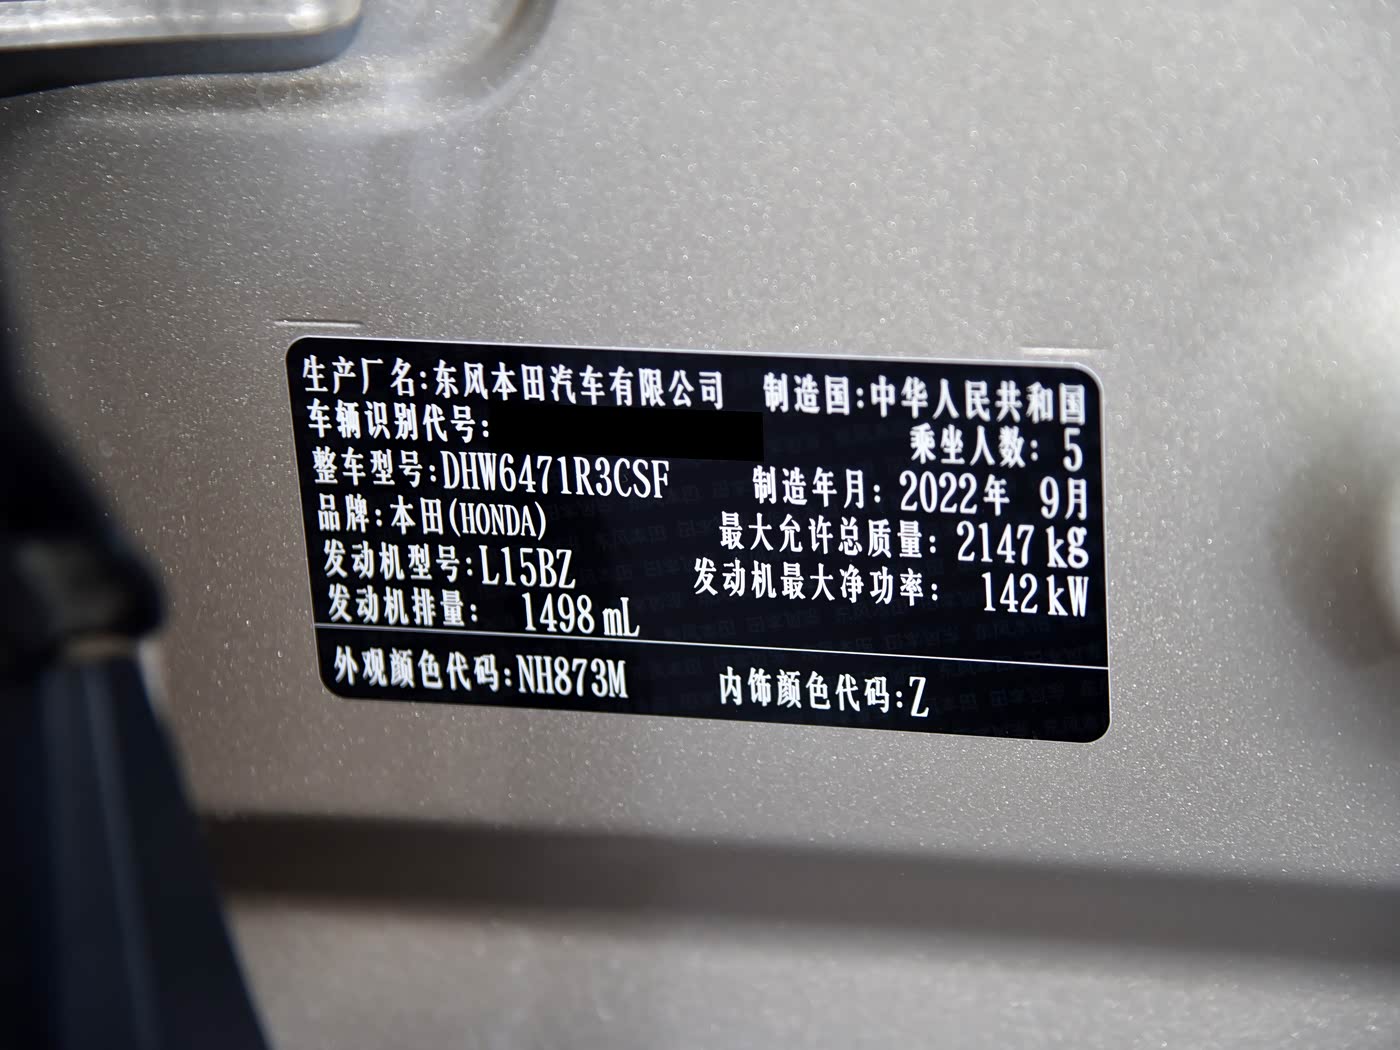 生产厂名:东风本田汽车有限公司 制造国:中华人民共和国
车辆识别代号: 乘坐人数: 5
整车型号:DHW6471R3CSF 制造年月: 2022年 9月
品牌:本田(HONDA) 最大允许总质量: 2147 kg
发动机型号:L15BZ 发动机最大净功率: 142 kW
发动机排量: 1498 mL
外观颜色代码:NH873M 内饰颜色代码:Z